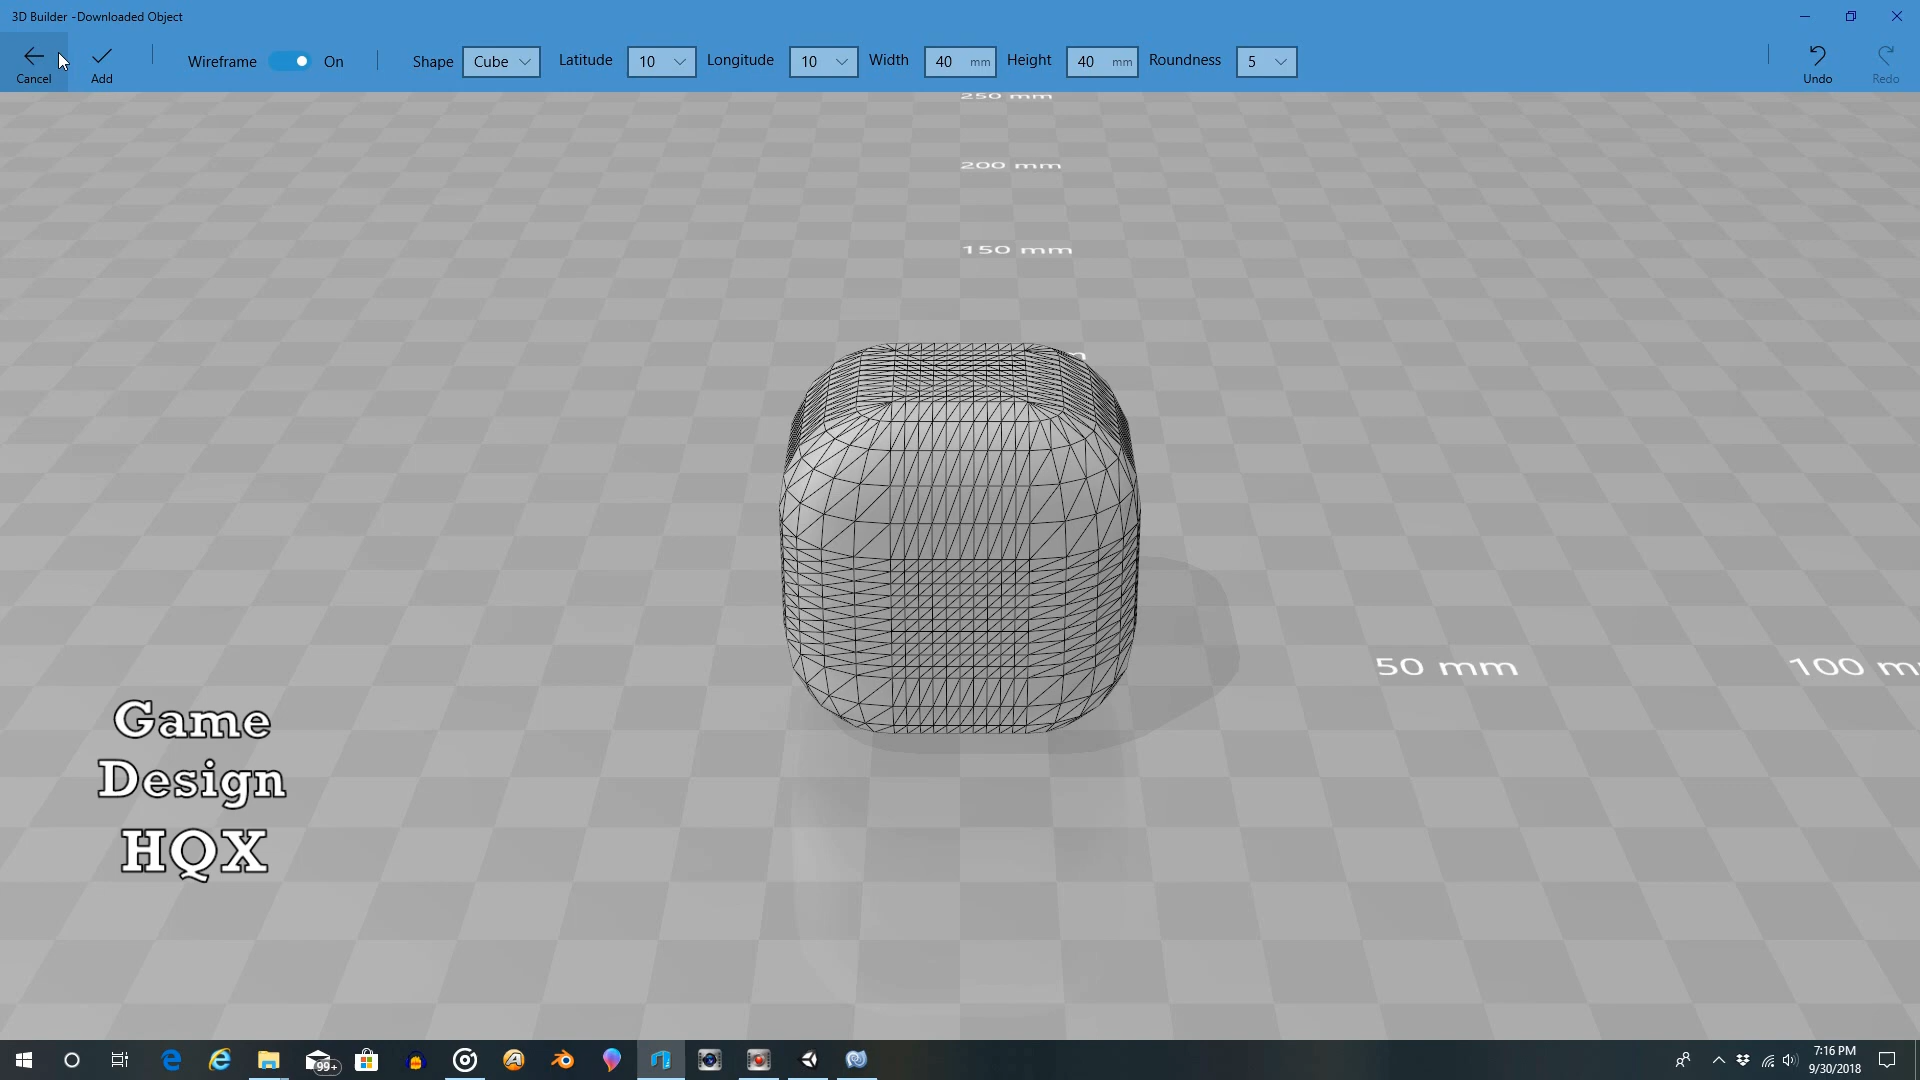 3D Builder -Downloaded Object
Cancel
Add
Wireframe On
Shape Cube
Latitude 10
Longitude 10
Width 40 mm
Height 40 mm
Roundness 5
Undo
Redo
250 mm
200 mm
150 mm
50 mm
100 m
Game
Design
HQX
99+
7:16 PM
9/30/2018